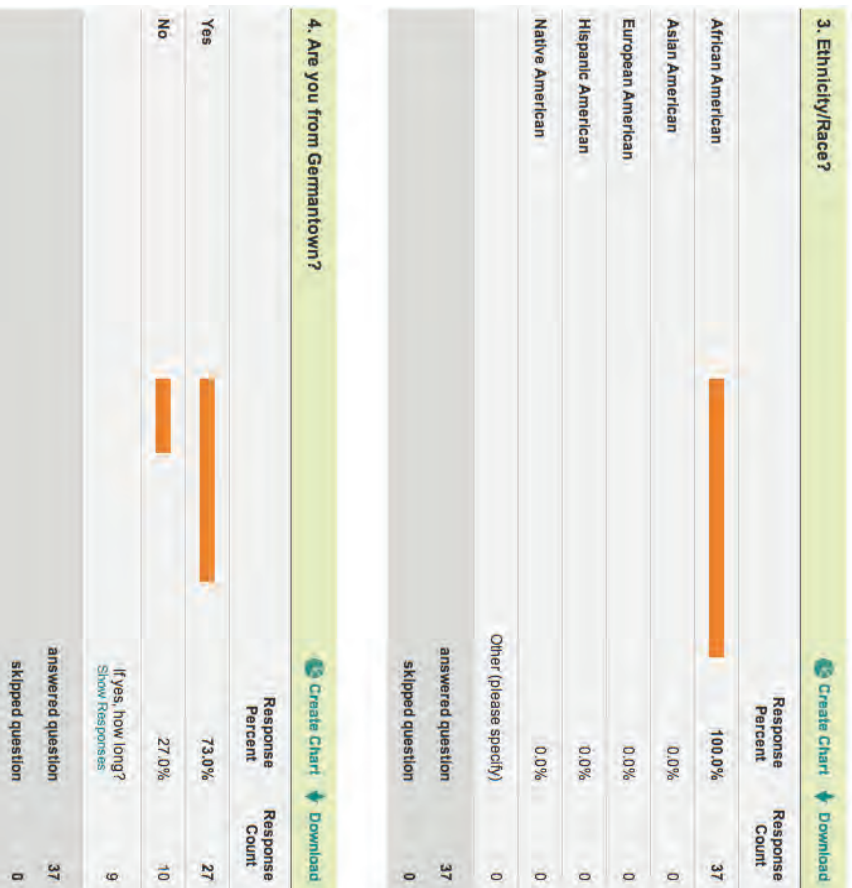 3. Ethnicity/Race?
Create Chart
Download
Response Percent
Response Count
African American 100.0% 37
Asian American 0.0% 0
European American 0.0% 0
Hispanic American 0.0% 0
Native American 0.0% 0
Other (please specify) 0
answered question 37
skipped question 0
4. Are you from Germantown?
Create Chart
Download
Response Percent
Response Count
Yes 73.0% 27
No 27.0% 10
If yes, how long?
Show Responses 9
answered question 37
skipped question 0